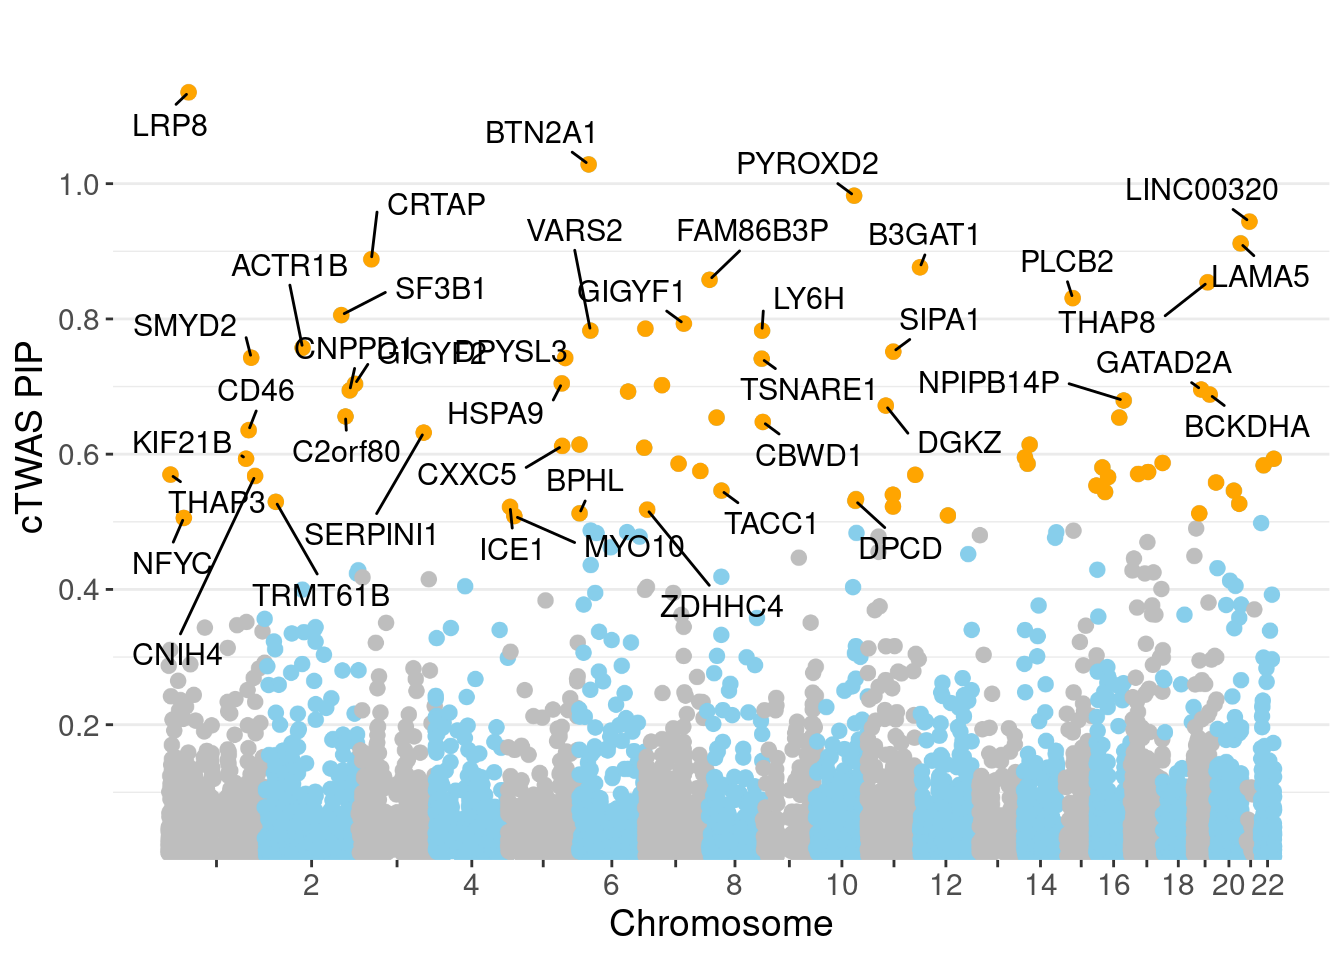 LRP8
BTN2A1
PYROXD2
LINC00320
1.0
CRTAP
VARS2
FAM86B3P
B3GAT1
PLCB2
LAMA5
ACTR1B
SF3B1
GIGYF1
LY6H
THAP8
SMYD2
SIPA1
0.8
CNPPD1
GIGYF2
DPYSL3
GATAD2A
CD46
TSNARE1
NPIPB14P
HSPA9
BCKDHA
KIF21B
C2orf80
DGKZ
0.6
CBWD1
CXXC5
BPHL
THAP3
SERPINI1
TACC1
NFYC
ICE1
MYO10
DPCD
TRMT61B
0.4
ZDHHC4
CNIH4
0.2
cTWAS PIP
2 4 6 8 10 12 14 16 18 20 22
Chromosome